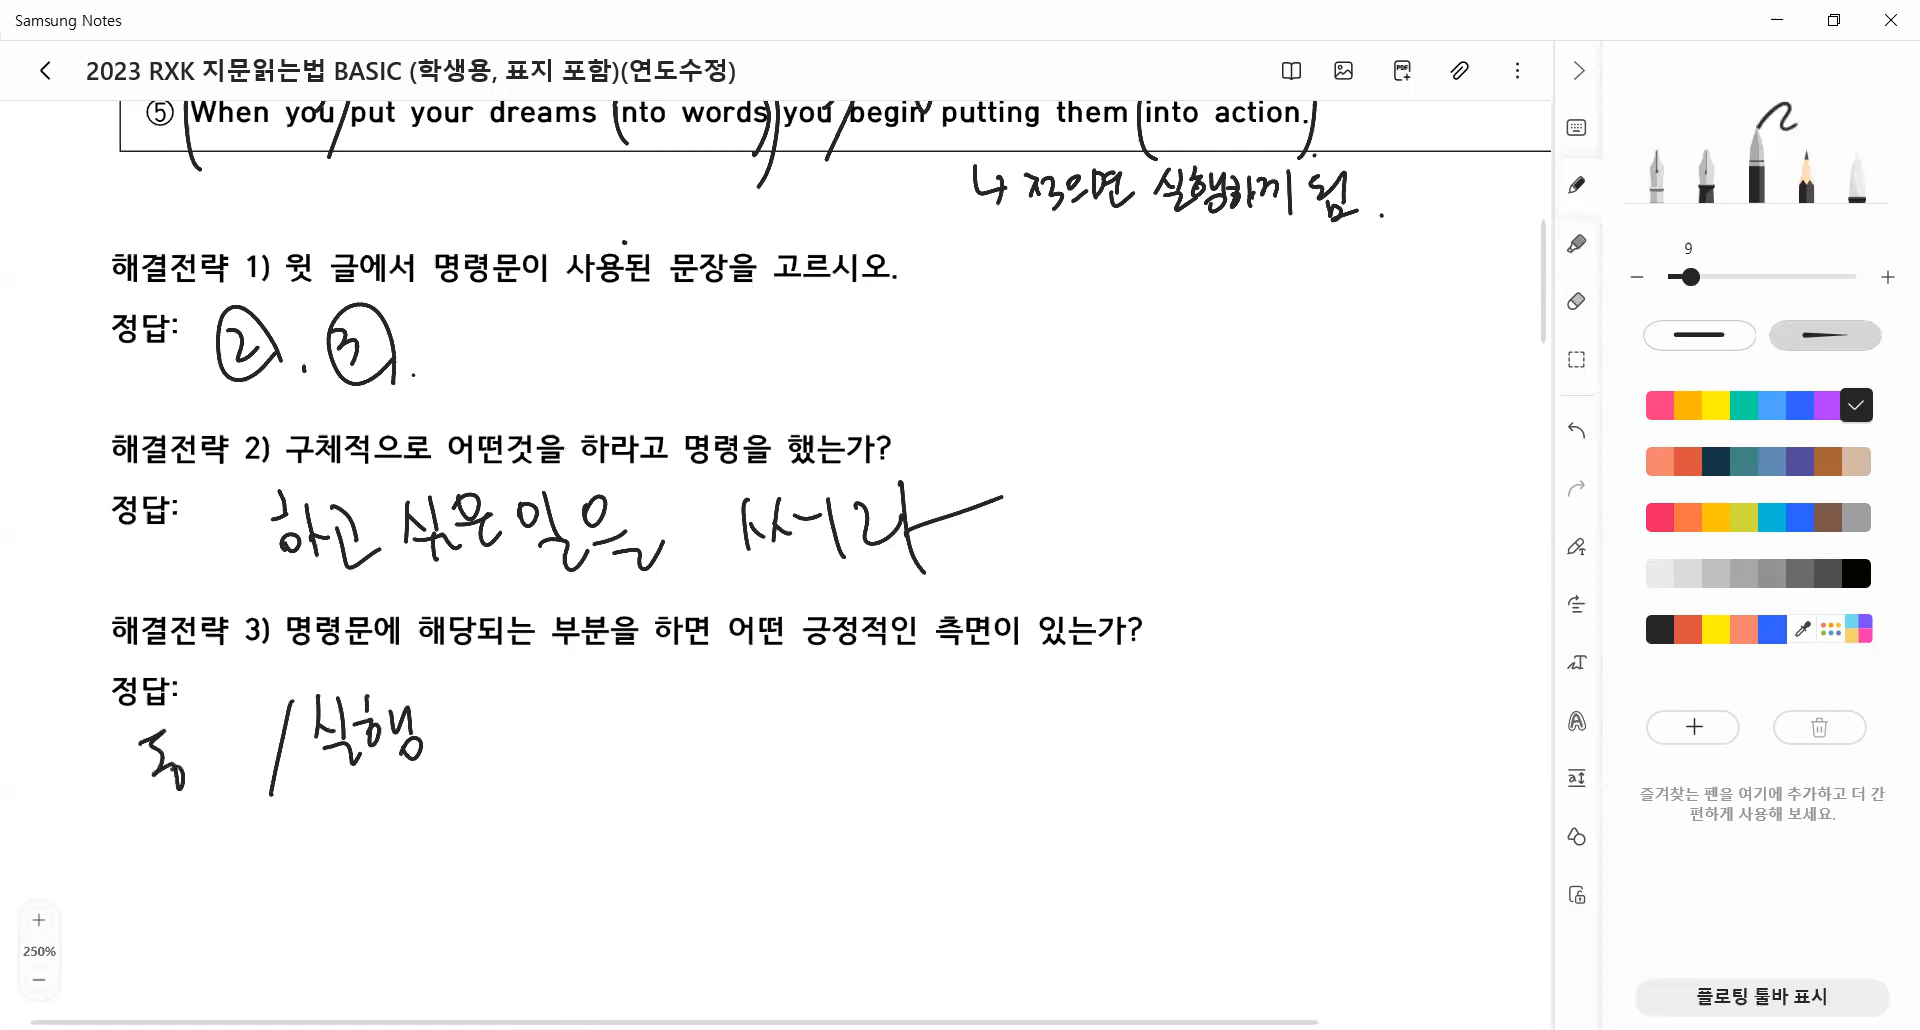 Samsung Notes
2023 RXK 지문읽는법 BASIC (학생용, 표지 포함)(연도수정)
⑤ When you put your dreams into words you begin putting them into action.
↳ 적으면 실행하게 됨.
해결전략 1) 윗 글에서 명령문이 사용된 문장을 고르시오.
정답: ②. ③.
해결전략 2) 구체적으로 어떤것을 하라고 명령을 했는가?
정답: 하고 싶은 일을 써라
해결전략 3) 명령문에 해당되는 부분을 하면 어떤 긍정적인 측면이 있는가?
정답:
/ 실행
9
즐겨찾는 펜을 여기에 추가하고 더 간
편하게 사용해 보세요.
250%
플로팅 툴바 표시